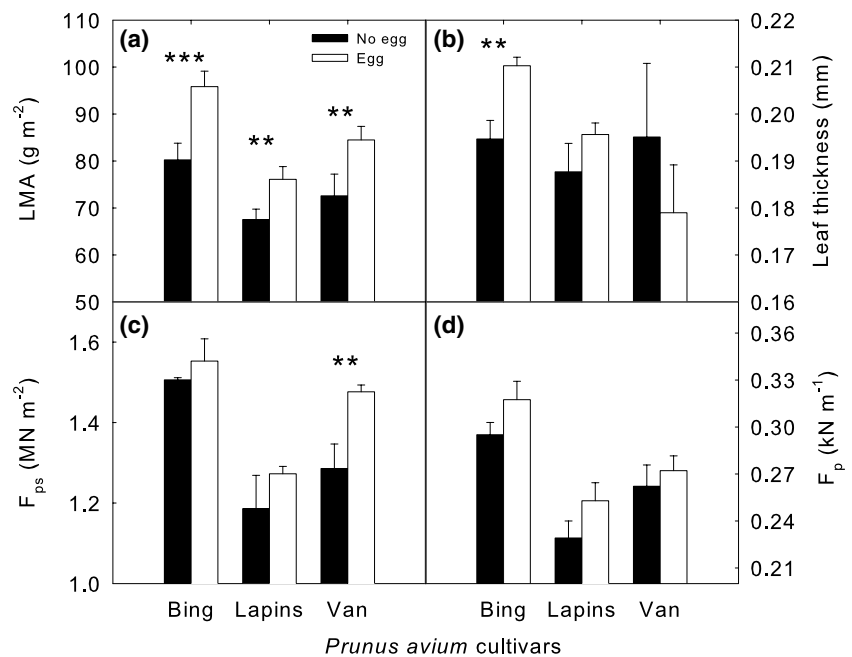 (a)
No egg
Egg
(b)
***
**
**
**
LMA (g m-2)
110
100
90
80
70
60
50
0.22
0.21
0.20
0.19
0.18
0.17
0.16
Leaf thickness (mm)
(c)
**
(d)
Fps (MN m-2)
1.6
1.4
1.2
1.0
0.36
0.33
0.30
0.27
0.24
0.21
Fp (kN m-1)
Bing Lapins Van
Bing Lapins Van
Prunus avium cultivars